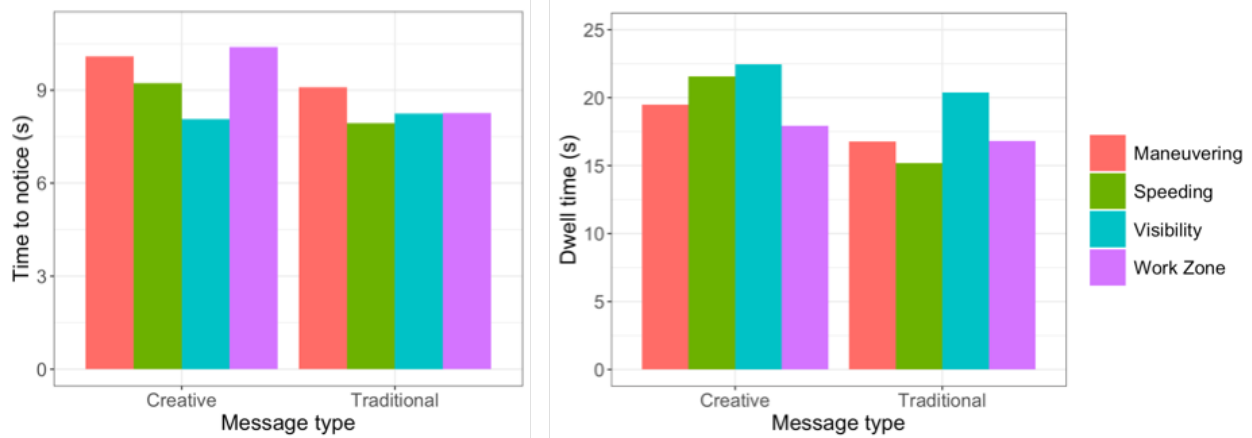 Time to notice (s)
9
6
3
0
Creative Traditional
Message type
Dwell time (s)
25
20
15
10
5
0
Creative Traditional
Message type
Maneuvering
Speeding
Visibility
Work Zone